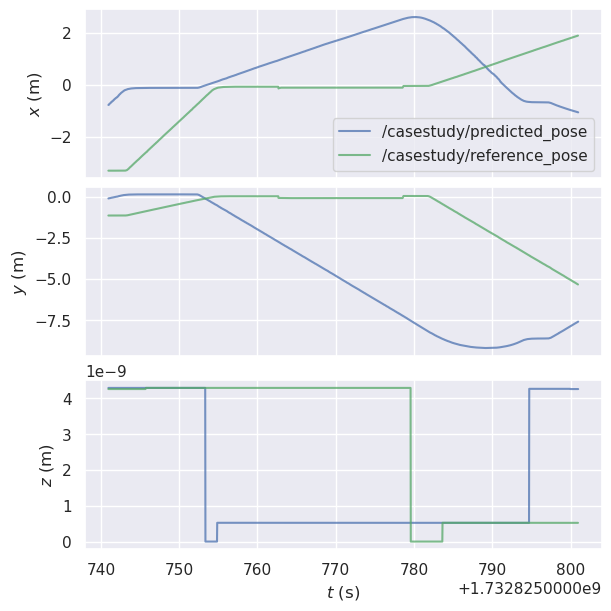 2
0
−2
x (m)
/casestudy/predicted_pose
/casestudy/reference_pose
0.0
−2.5
−5.0
−7.5
y (m)
1e−9
4
3
2
1
0
z (m)
740 750 760 770 780 790 800
t (s)
+1.7328250000e9